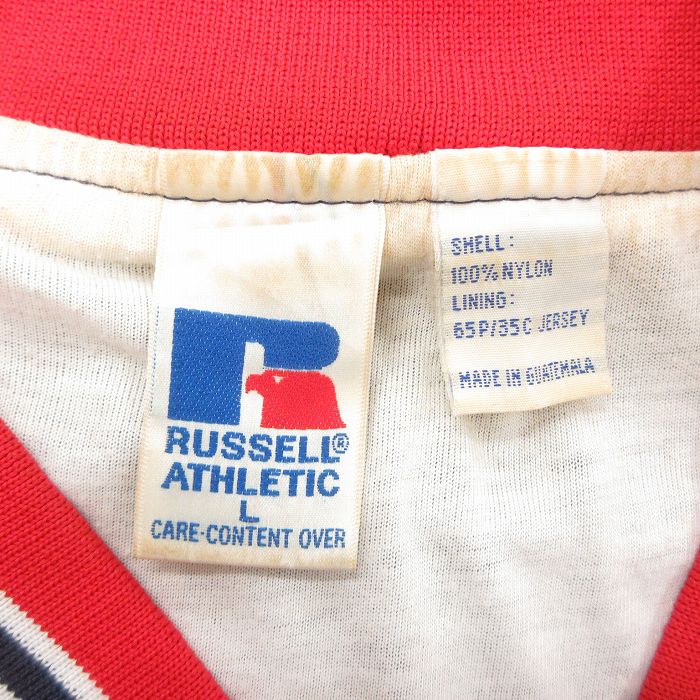 RUSSELL®
ATHLETIC
L
CARE-CONTENT OVER
SHELL:
100% NYLON
LINING:
65P/35C JERSEY
MADE IN GUATEMALA